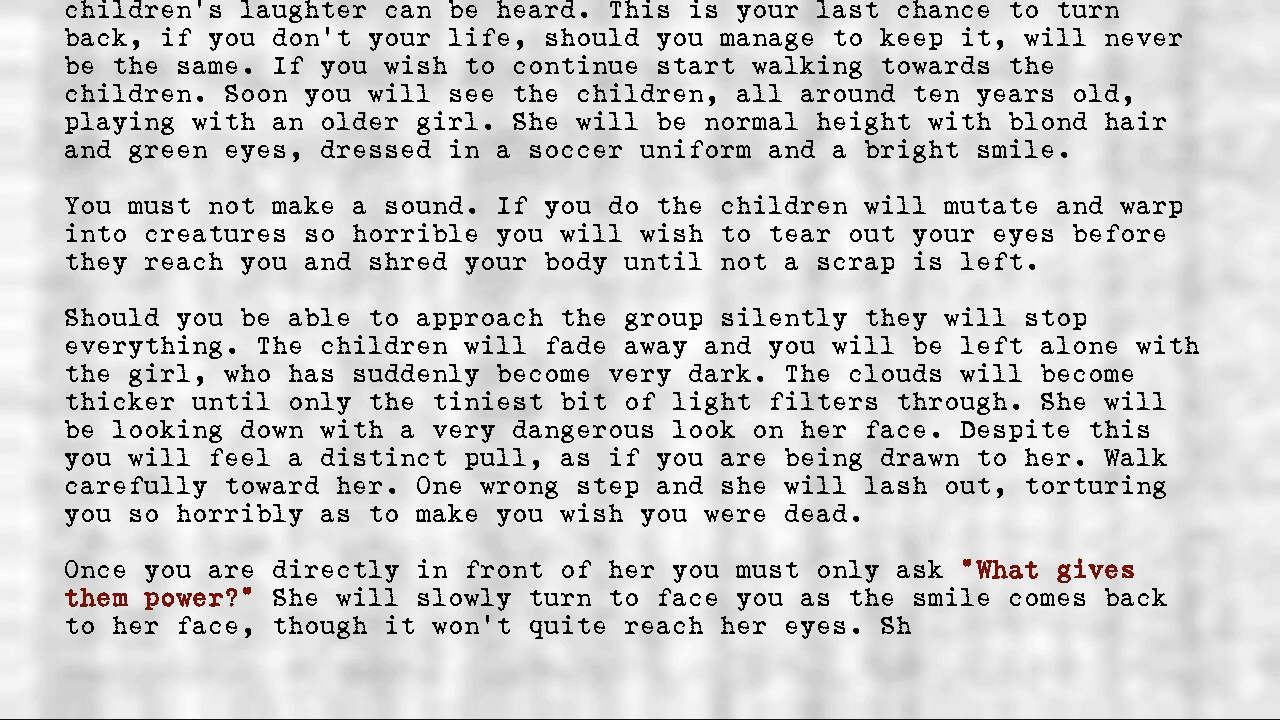 children's laughter can be heard. This is your last chance to turn
back, if you don't your life, should you manage to keep it, will never
be the same. If you wish to continue start walking towards the
children. Soon you will see the children, all around ten years old,
playing with an older girl. She will be normal height with blond hair
and green eyes, dressed in a soccer uniform and a bright smile.

You must not make a sound. If you do the children will mutate and warp
into creatures so horrible you will wish to tear out your eyes before
they reach you and shred your body until not a scrap is left.

Should you be able to approach the group silently they will stop
everything. The children will fade away and you will be left alone with
the girl, who has suddenly become very dark. The clouds will become
thicker until only the tiniest bit of light filters through. She will
be looking down with a very dangerous look on her face. Despite this
you will feel a distinct pull, as if you are being drawn to her. Walk
carefully toward her. One wrong step and she will lash out, torturing
you so horribly as to make you wish you were dead.

Once you are directly in front of her you must only ask "What gives
them power?" She will slowly turn to face you as the smile comes back
to her face, though it won't quite reach her eyes. Sh